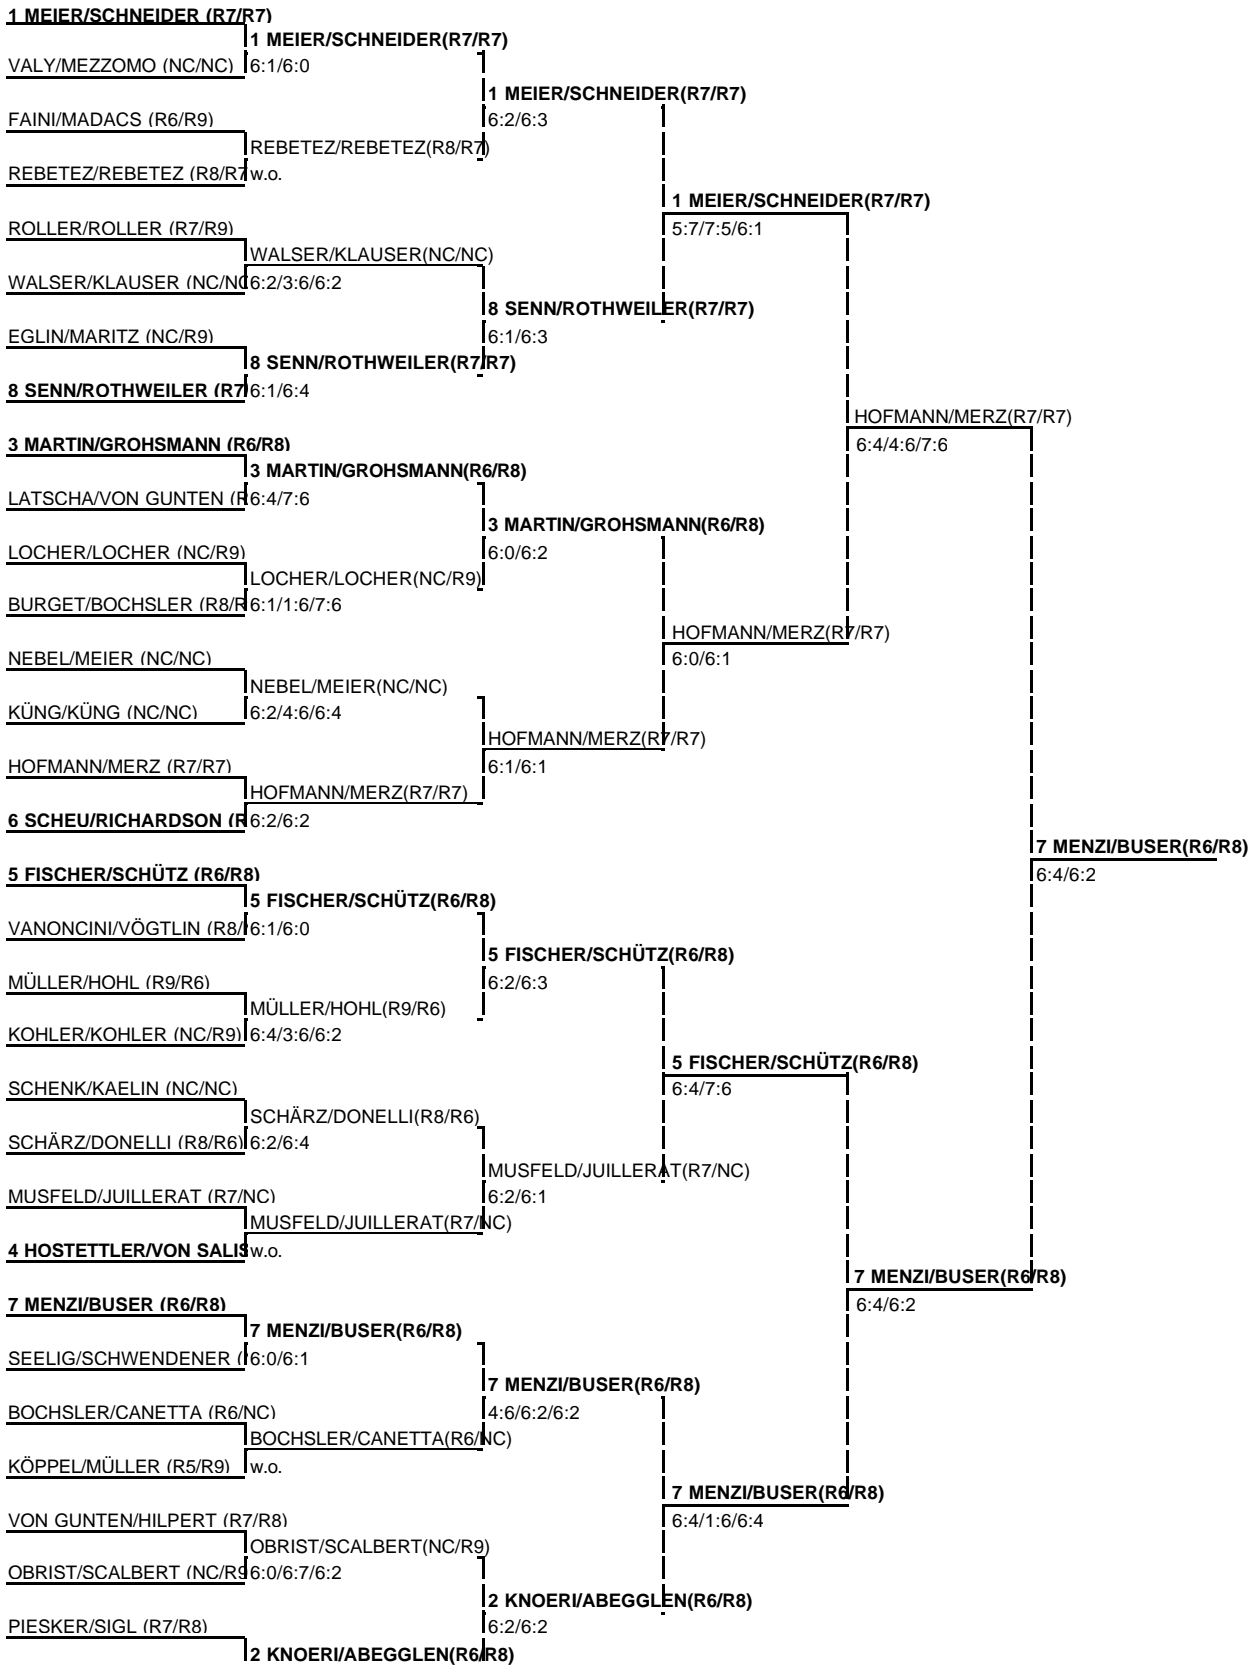 1 MEIER/SCHNEIDER (R7/R7)
1 MEIER/SCHNEIDER(R7/R7)
VALY/MEZZOMO (NC/NC)
6:1/6:0
1 MEIER/SCHNEIDER(R7/R7)
FAINI/MADACS (R6/R9)
6:2/6:3
REBETEZ/REBETEZ(R8/R7)
REBETEZ/REBETEZ (R8/R7
w.o.
1 MEIER/SCHNEIDER(R7/R7)
ROLLER/ROLLER (R7/R9)
5:7/7:5/6:1
WALSER/KLAUSER(NC/NC)
WALSER/KLAUSER (NC/NC
6:2/3:6/6:2
8 SENN/ROTHWEILER(R7/R7)
EGLIN/MARITZ (NC/R9)
6:1/6:3
8 SENN/ROTHWEILER(R7/R7)
8 SENN/ROTHWEILER (R7
6:1/6:4
HOFMANN/MERZ(R7/R7)
3 MARTIN/GROHSMANN (R6/R8)
6:4/4:6/7:6
3 MARTIN/GROHSMANN(R6/R8)
LATSCHA/VON GUNTEN (R
6:4/7:6
3 MARTIN/GROHSMANN(R6/R8)
LOCHER/LOCHER (NC/R9)
6:0/6:2
LOCHER/LOCHER(NC/R9)
BURGET/BOCHSLER (R8/R
6:1/1:6/7:6
HOFMANN/MERZ(R7/R7)
NEBEL/MEIER (NC/NC)
6:0/6:1
NEBEL/MEIER(NC/NC)
KÜNG/KÜNG (NC/NC)
6:2/4:6/6:4
HOFMANN/MERZ(R7/R7)
HOFMANN/MERZ (R7/R7)
6:1/6:1
HOFMANN/MERZ(R7/R7)
6 SCHEU/RICHARDSON (R
6:2/6:2
7 MENZI/BUSER(R6/R8)
5 FISCHER/SCHÜTZ (R6/R8)
6:4/6:2
5 FISCHER/SCHÜTZ(R6/R8)
VANONCINI/VÖGTLIN (R8/
6:1/6:0
5 FISCHER/SCHÜTZ(R6/R8)
MÜLLER/HOHL (R9/R6)
6:2/6:3
MÜLLER/HOHL(R9/R6)
KOHLER/KOHLER (NC/R9)
6:4/3:6/6:2
5 FISCHER/SCHÜTZ(R6/R8)
SCHENK/KAELIN (NC/NC)
6:4/7:6
SCHÄRZ/DONELLI(R8/R6)
SCHÄRZ/DONELLI (R8/R6)
6:2/6:4
MUSFELD/JUILLERAT(R7/NC)
MUSFELD/JUILLERAT (R7/NC)
6:2/6:1
MUSFELD/JUILLERAT(R7/NC)
4 HOSTETTLER/VON SALIS
w.o.
7 MENZI/BUSER(R6/R8)
7 MENZI/BUSER (R6/R8)
6:4/6:2
7 MENZI/BUSER(R6/R8)
SEELIG/SCHWENDENER (
6:0/6:1
7 MENZI/BUSER(R6/R8)
BOCHSLER/CANETTA (R6/NC)
4:6/6:2/6:2
BOCHSLER/CANETTA(R6/NC)
KÖPPEL/MÜLLER (R5/R9)
w.o.
7 MENZI/BUSER(R6/R8)
VON GUNTEN/HILPERT (R7/R8)
6:4/1:6/6:4
OBRIST/SCALBERT(NC/R9)
OBRIST/SCALBERT (NC/R9
6:0/6:7/6:2
2 KNOERI/ABEGGLEN(R6/R8)
PIESKER/SIGL (R7/R8)
6:2/6:2
2 KNOERI/ABEGGLEN(R6/R8)